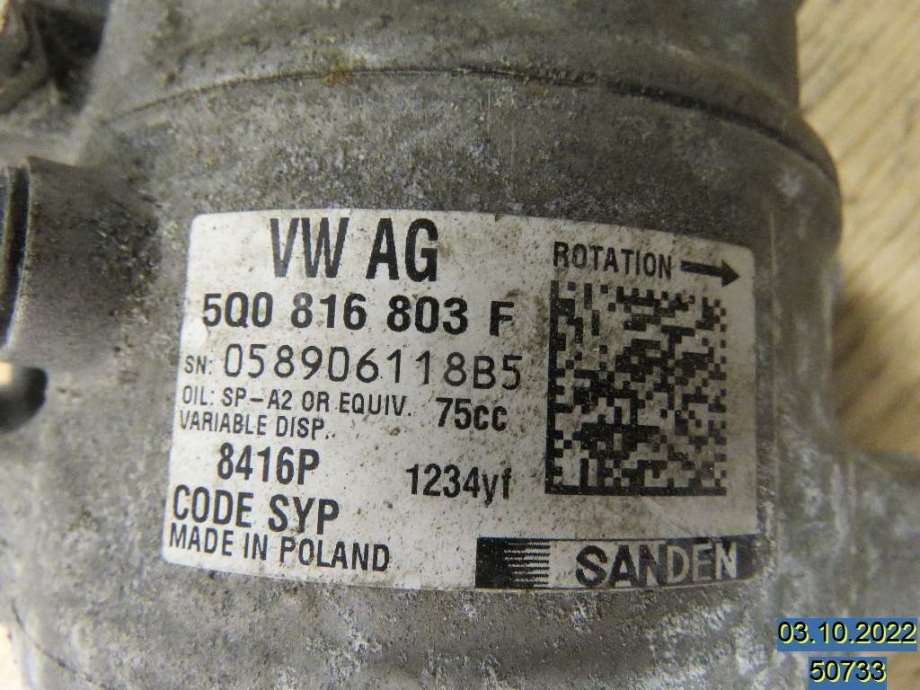 VW AG
ROTATION
5Q0 816 803 F
SN: 058906118B5
OIL: SP-A2 OR EQUIV. 75cc
VARIABLE DISP.
8416P 1234yf
CODE SYP
MADE IN POLAND
SANDEN
03.10.2022
50733